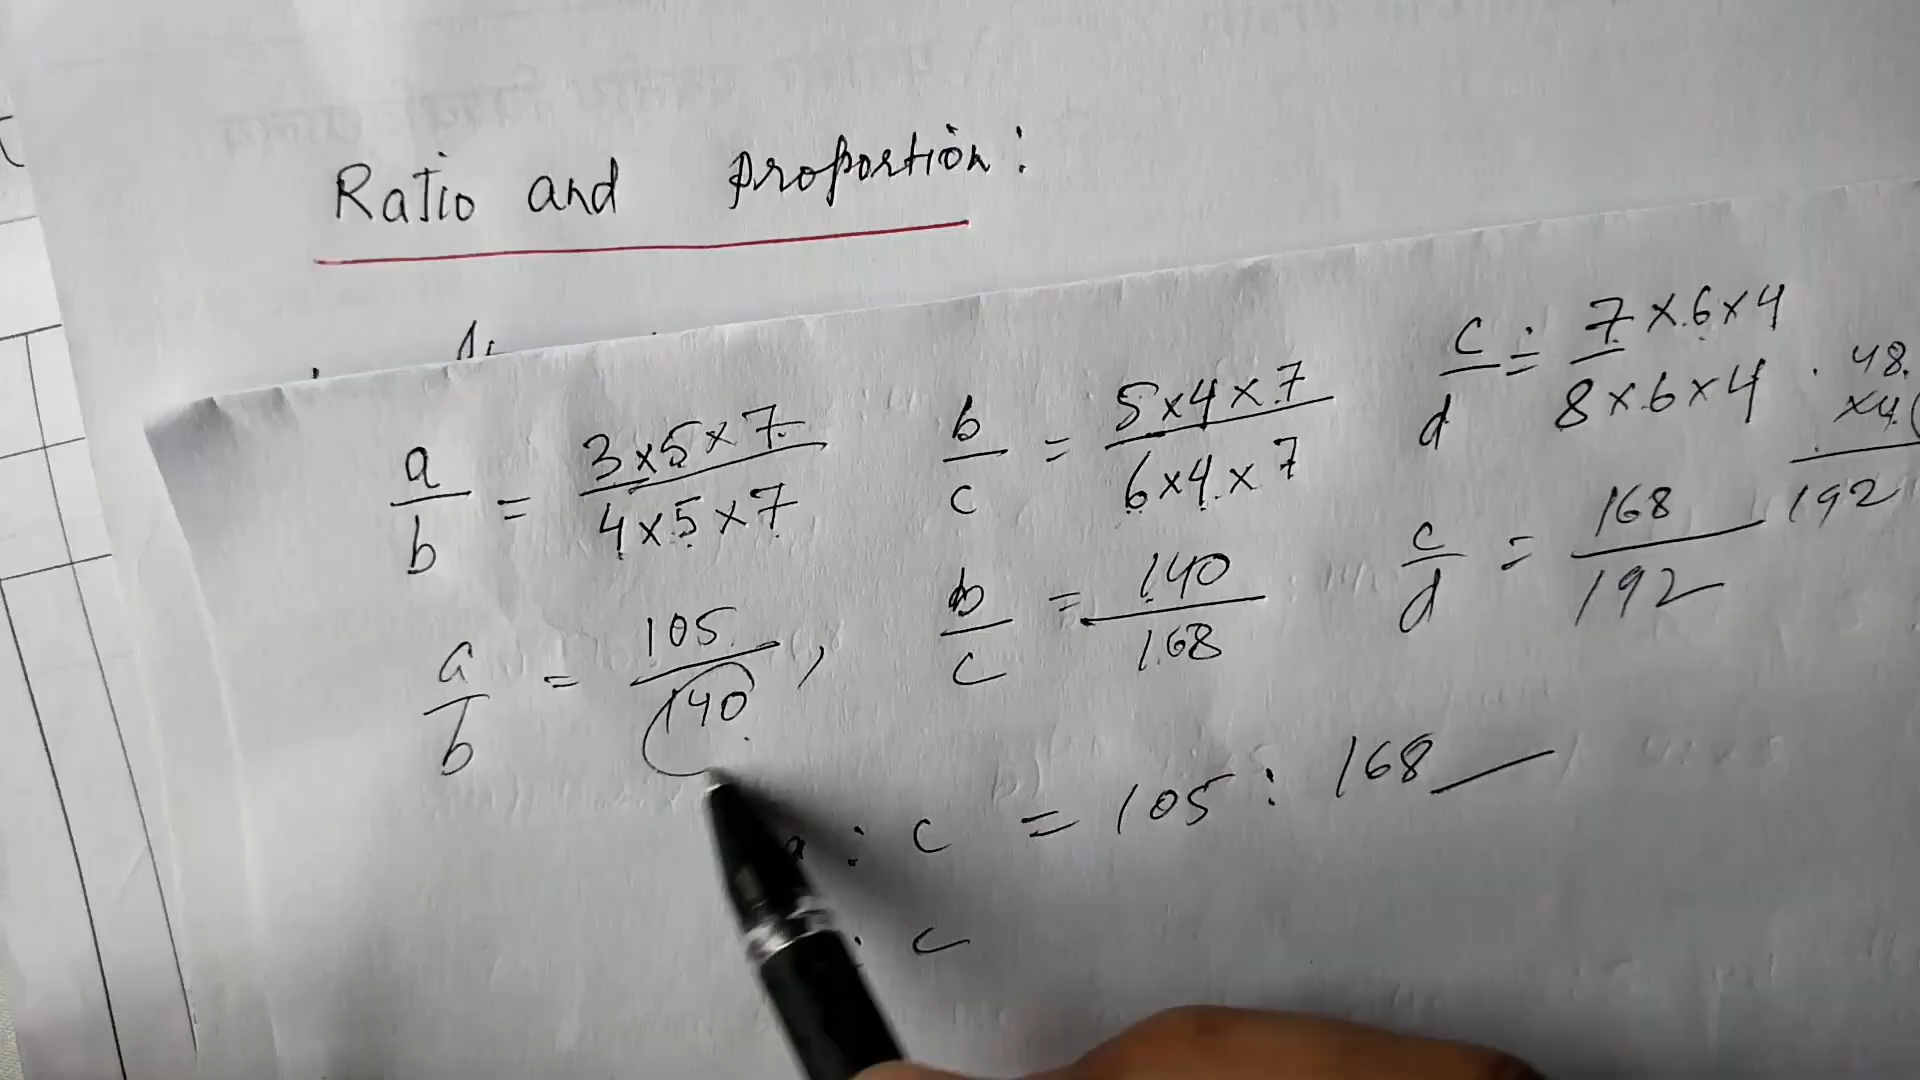 Ratio and proportion:
a/b = 3×5×7/4×5×7
b/c = 5×4×7/6×4×7
c/d = 7×6×4/8×6×4
48
×4
192
a/b = 105/140,
b/c = 140/168
c/d = 168/192
a : c = 105 : 168
: c